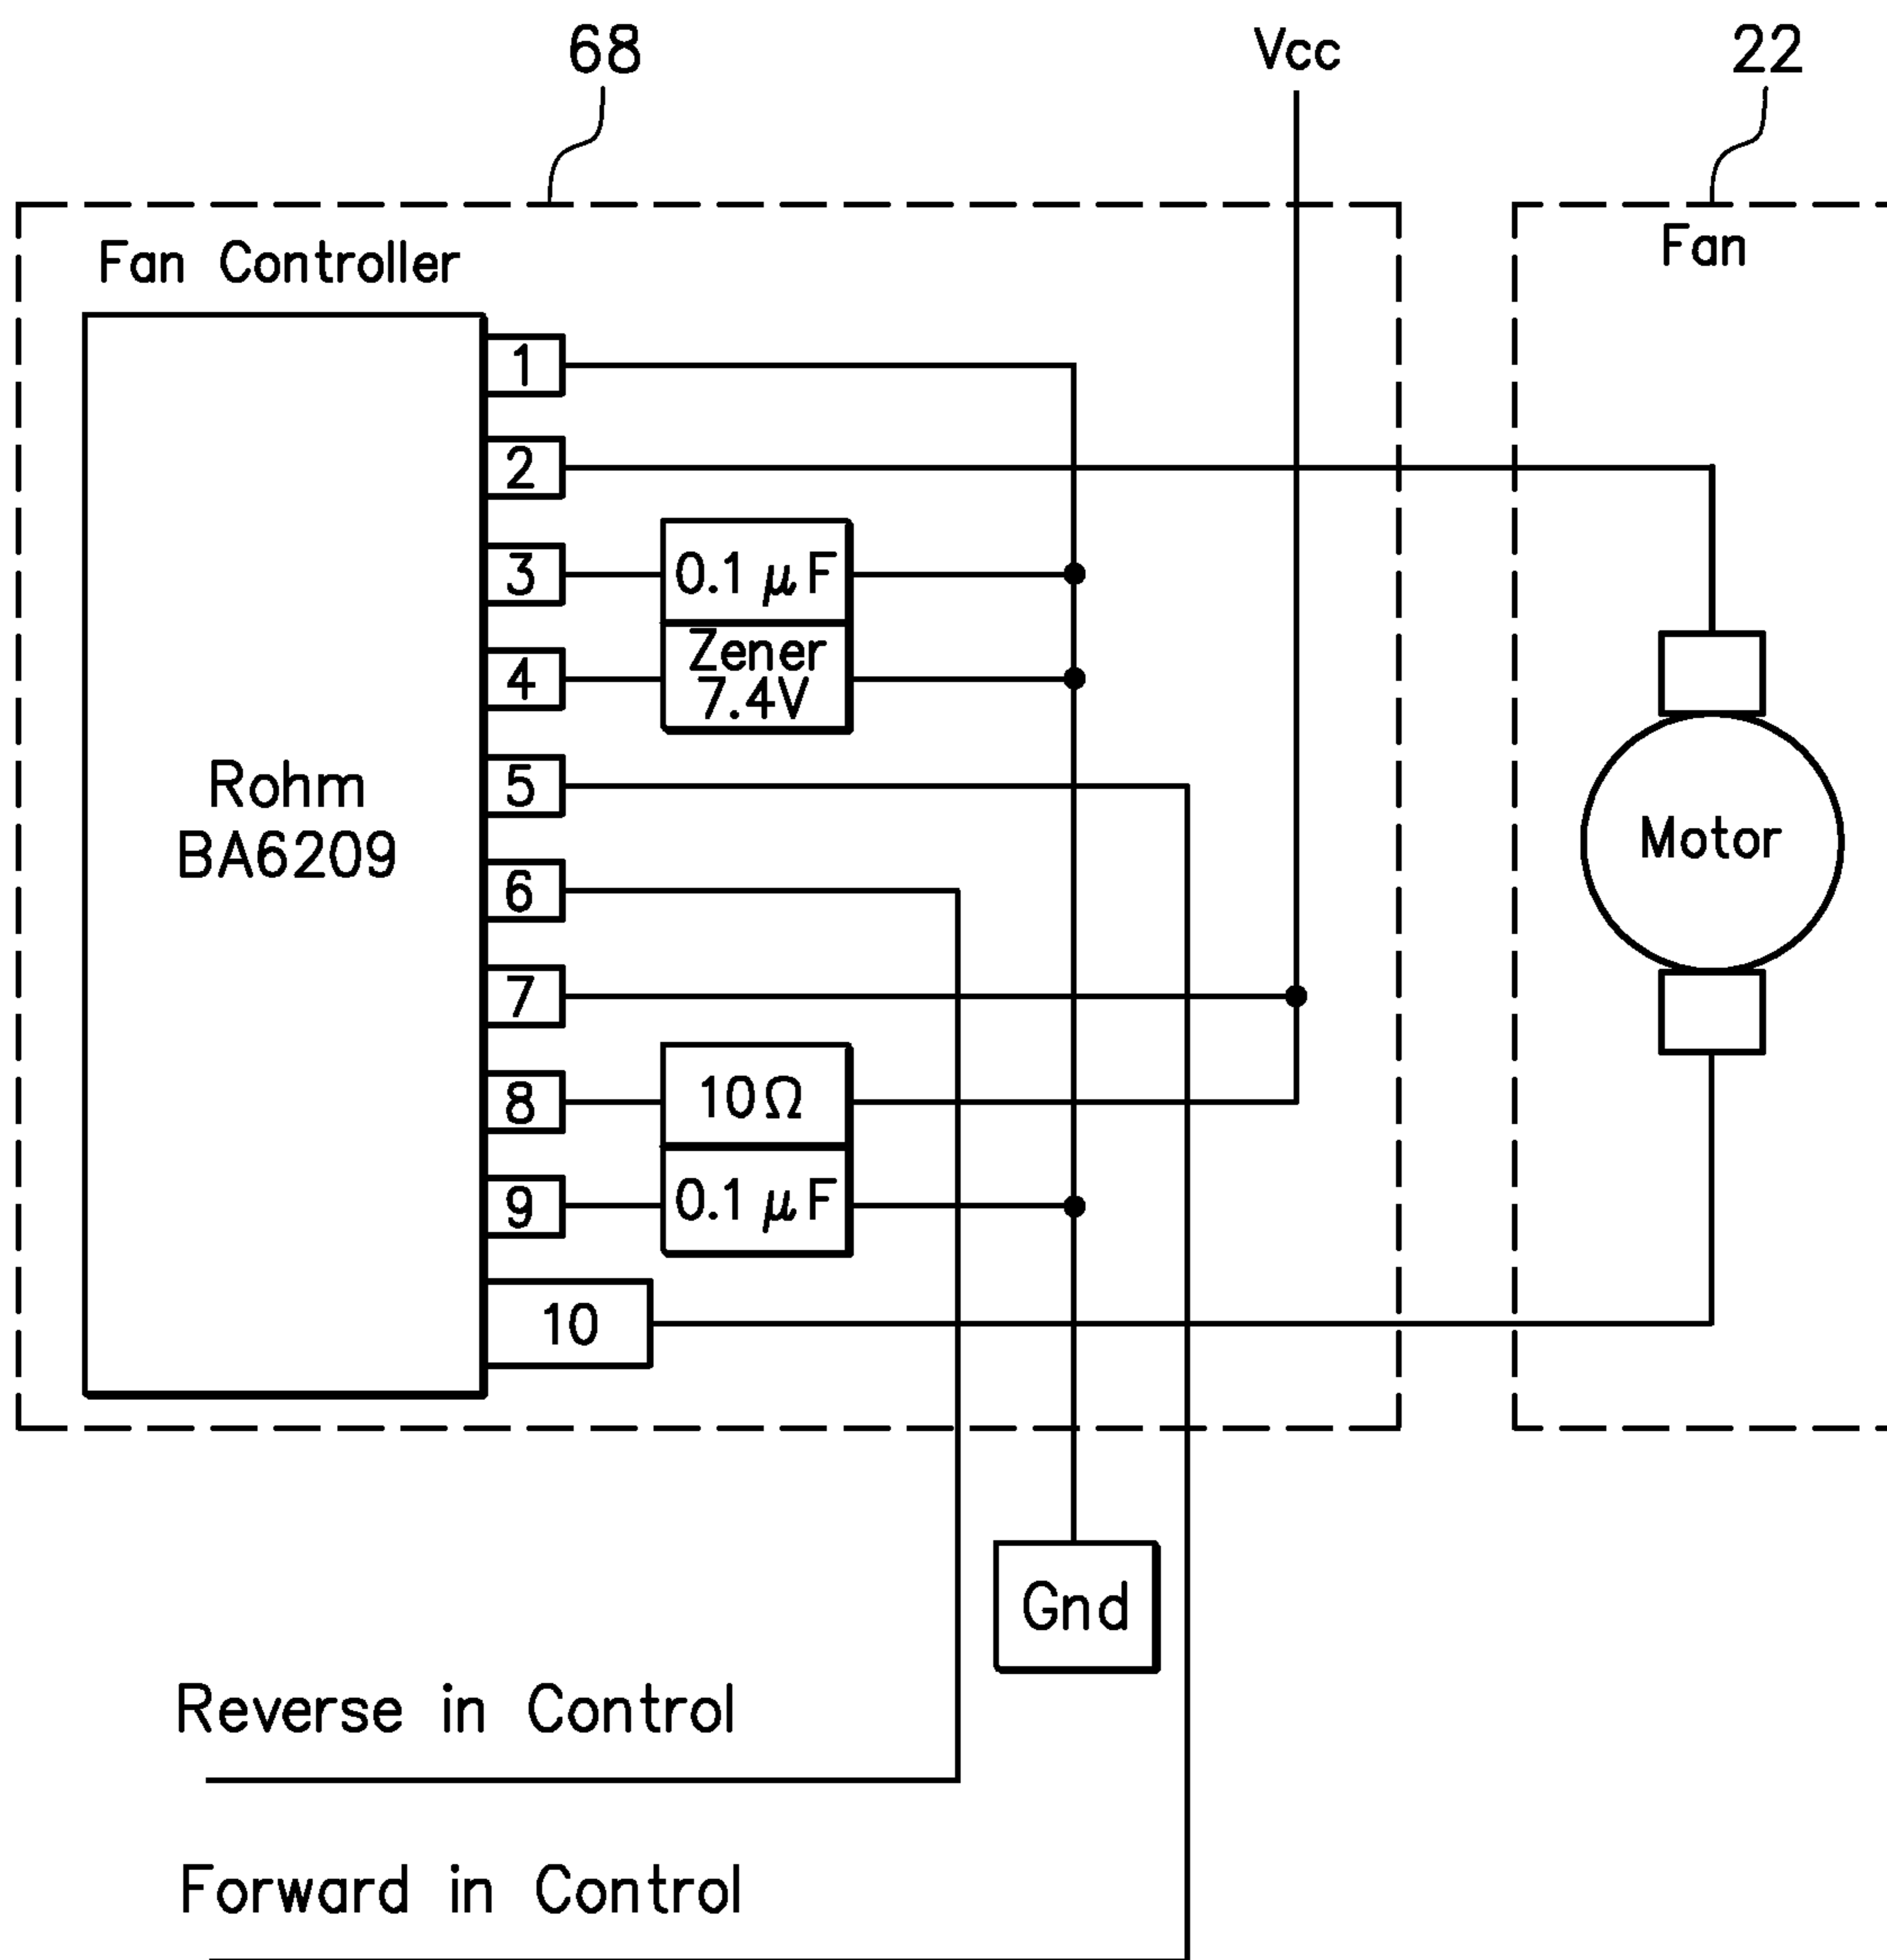 68
Vcc
22
Fan Controller
Fan
1
2
3
0.1 μF
4
Zener
7.4V
Rohm
BA6209
5
Motor
6
7
8
10Ω
9
0.1 μF
10
Gnd
Reverse in Control
Forward in Control